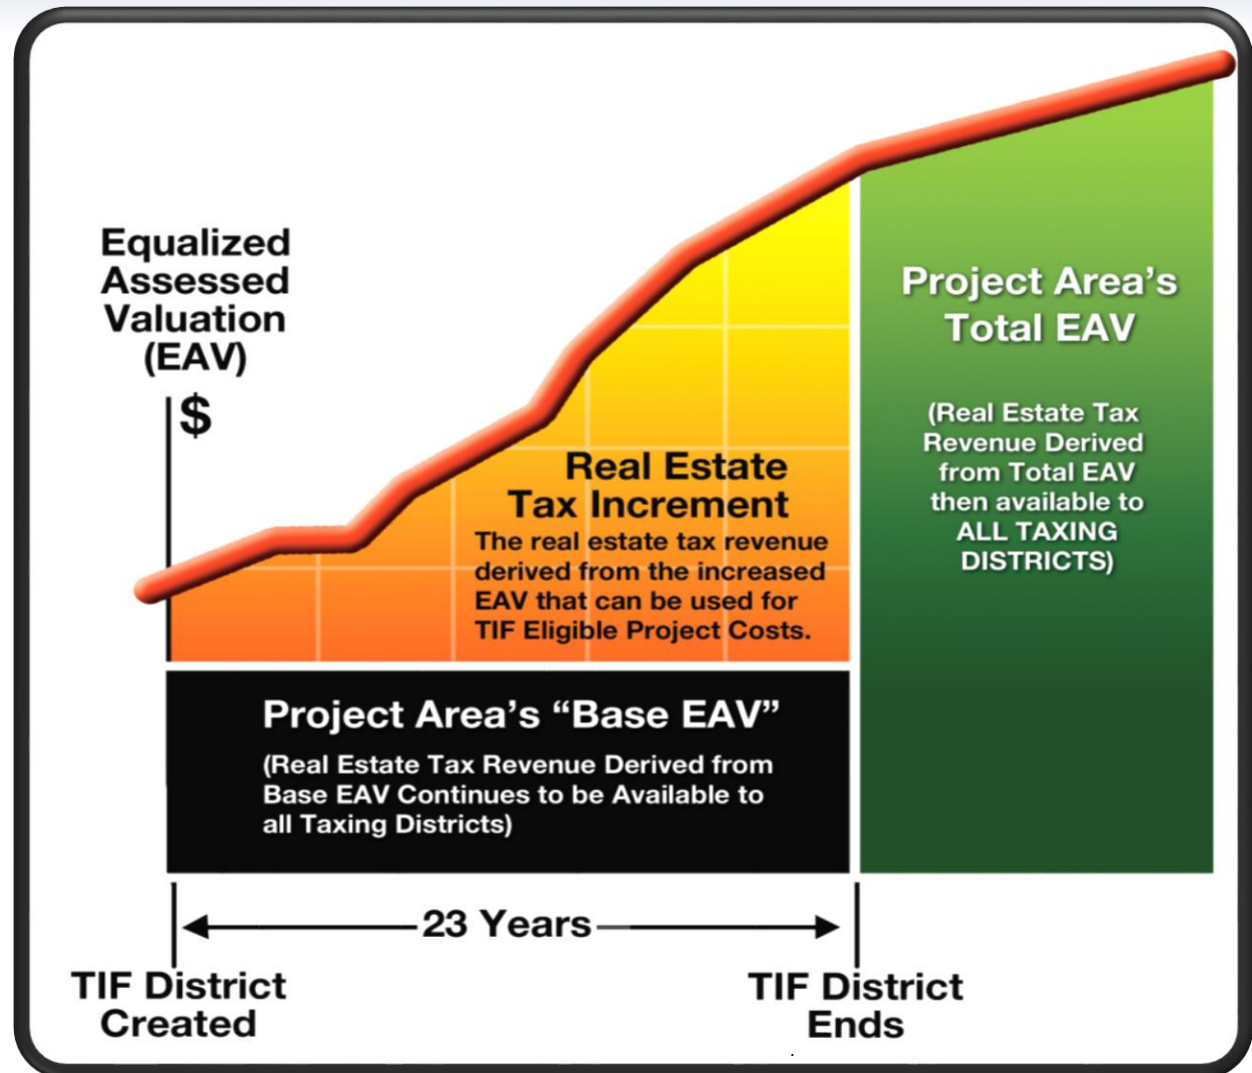 Equalized
Assessed
Valuation
(EAV)
$
Project Area's
Total EAV
(Real Estate Tax
Revenue Derived
from Total EAV
then available to
ALL TAXING
DISTRICTS)
Real Estate
Tax Increment
The real estate tax revenue
derived from the increased
EAV that can be used for
TIF Eligible Project Costs.
Project Area's “Base EAV”
(Real Estate Tax Revenue Derived from
Base EAV Continues to be Available to
all Taxing Districts)
23 Years
TIF District
Created
TIF District
Ends